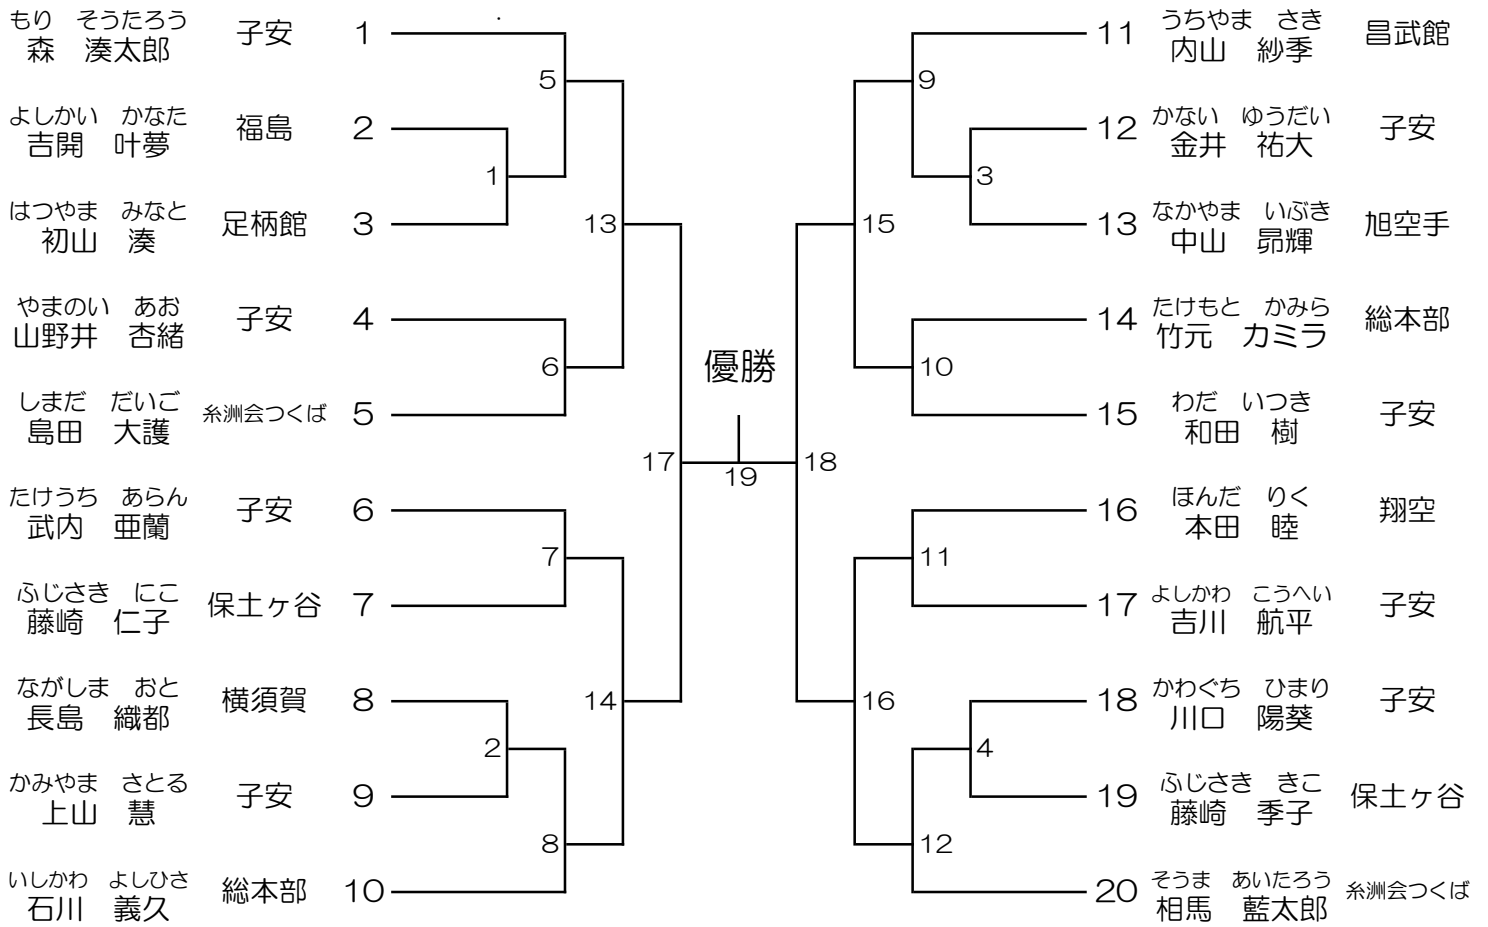 もり　そうたろう
森　湊太郎　子安　1
よしかい　かなた
吉開　叶夢　福島　2
はつやま　みなと
初山　湊　足柄館　3
やまのい　あお
山野井　杏緒　子安　4
しまだ　だいご
島田　大護　糸洲会つくば　5
たけうち　あらん
武内　亜蘭　子安　6
ふじさき　にこ
藤崎　仁子　保土ヶ谷　7
ながしま　おと
長島　織都　横須賀　8
かみやま　さとる
上山　慧　子安　9
いしかわ　よしひさ
石川　義久　総本部　10
5
1
13
6
17
7
14
2
8
優勝
19
9
3
15
10
18
11
16
4
12
うちやま　さき
11　内山　紗季　昌武館
かない　ゆうだい
12　金井　祐大　子安
なかやま　いぶき
13　中山　昴輝　旭空手
たけもと　かみら
14　竹元　カミラ　総本部
わだ　いつき
15　和田　樹　子安
ほんだ　りく
16　本田　睦　翔空
よしかわ　こうへい
17　吉川　航平　子安
かわぐち　ひまり
18　川口　陽葵　子安
ふじさき　きこ
19　藤崎　季子　保土ヶ谷
そうま　あいたろう
20　相馬　藍太郎　糸洲会つくば